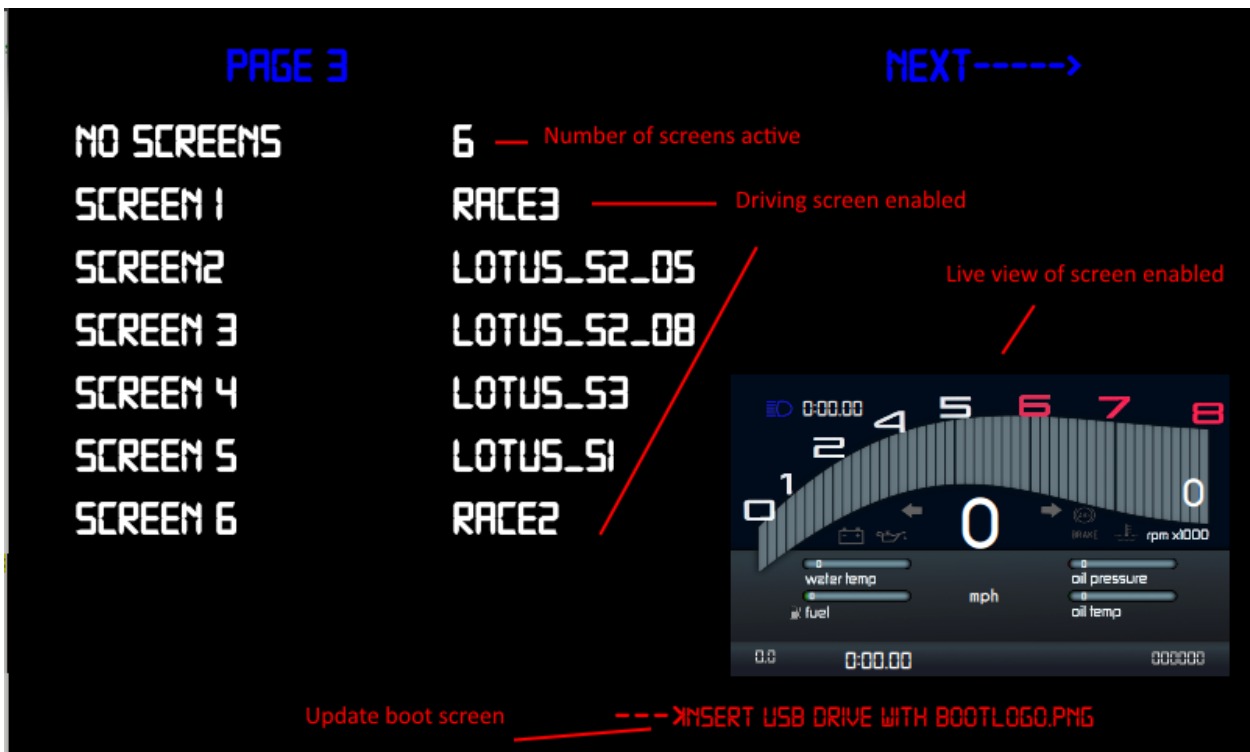 PAGE 3 NEXT----->
NO SCREENS 6 Number of screens active
SCREEN 1 RACE3 Driving screen enabled
SCREEN2 LOTUS_S2_05
Live view of screen enabled
SCREEN 3 LOTUS_S2_08
SCREEN 4 LOTUS_S3
SCREEN 5 LOTUS_S1
SCREEN 6 RACE2
0:00.00
0 1 2 4 5 6 7 8
0
0
BRAKE
rpm x1000
water temp
oil pressure
mph
fuel
oil temp
0.0 0:00.00 000000
Update boot screen
--->INSERT USB DRIVE WITH BOOTLOGO.PNG